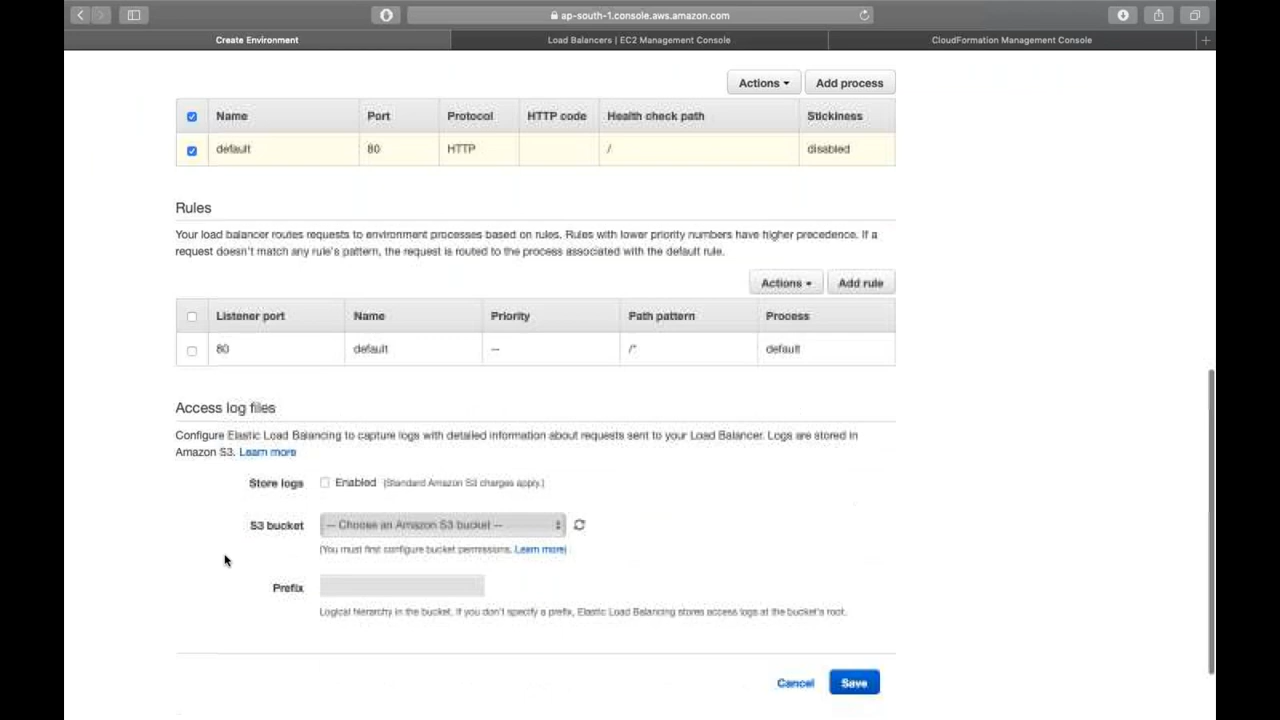 ap-south-1.console.aws.amazon.com
Create Environment
Load Balancers | EC2 Management Console
CloudFormation Management Console
Actions
Add process
Name Port Protocol HTTP code Health check path Stickiness
default 80 HTTP / disabled
Rules
Your load balancer routes requests to environment processes based on rules. Rules with lower priority numbers have higher precedence. If a
request doesn't match any rule's pattern, the request is routed to the process associated with the default rule.
Actions
Add rule
Listener port Name Priority Path pattern Process
80 default -- /* default
Access log files
Configure Elastic Load Balancing to capture logs with detailed information about requests sent to your Load Balancer. Logs are stored in
Amazon S3. Learn more
Store logs Enabled (Standard Amazon S3 charges apply.)
S3 bucket -- Choose an Amazon S3 bucket --
(You must first configure bucket permissions. Learn more)
Prefix
Logical hierarchy in the bucket. If you don't specify a prefix, Elastic Load Balancing stores access logs at the bucket's root.
Cancel
Save